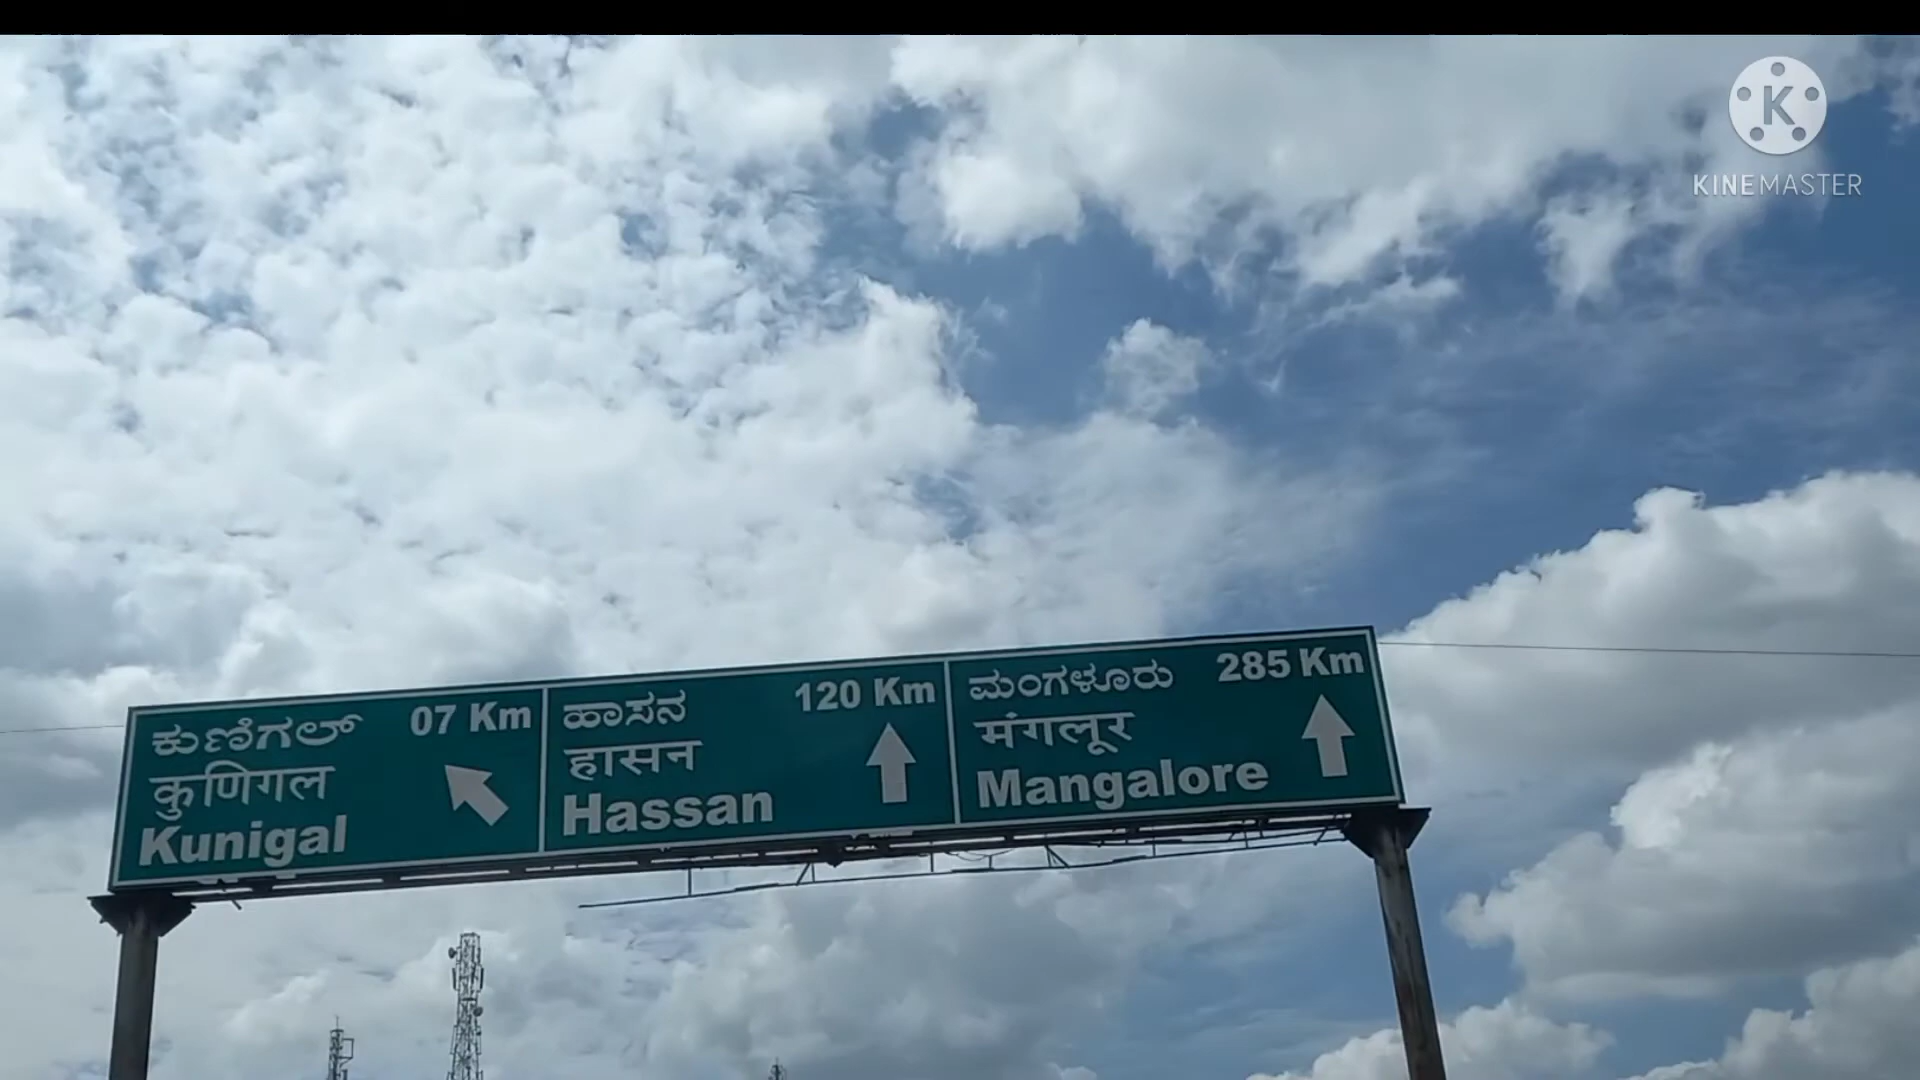 ಕುಣಿಗಲ್ 07 Km
कुणिगल
Kunigal
ಹಾಸನ 120 Km
हासन
Hassan
ಮಂಗಳೂರು 285 Km
मंगलूर
Mangalore
K
KINEMASTER